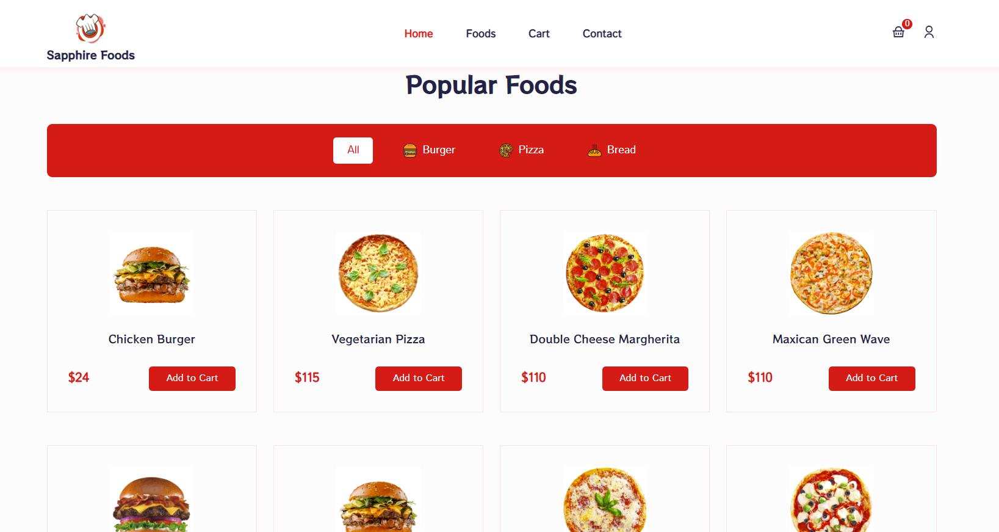 Sapphire Foods
Home Foods Cart Contact
0
Popular Foods
All Burger Pizza Bread
Chicken Burger
$24 Add to Cart
Vegetarian Pizza
$115 Add to Cart
Double Cheese Margherita
$110 Add to Cart
Maxican Green Wave
$110 Add to Cart